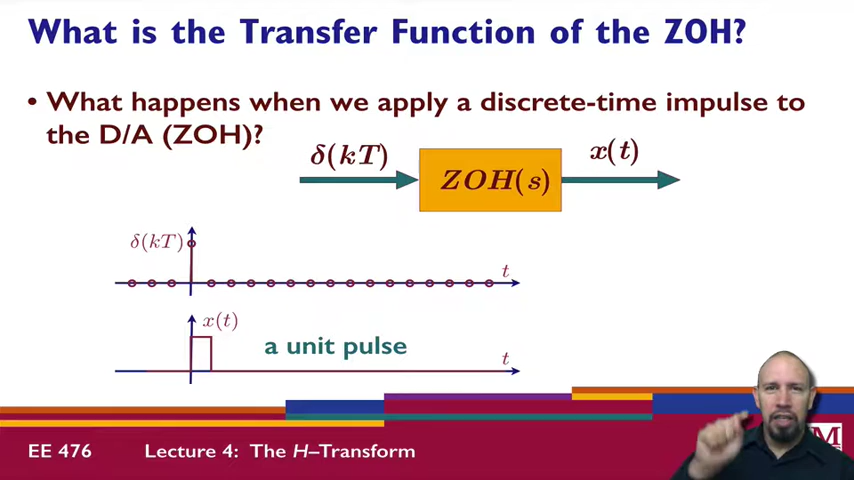 What is the Transfer Function of the ZOH?
• What happens when we apply a discrete-time impulse to
the D/A (ZOH)?
δ(kT)
ZOH(s)
x(t)
δ(kT)
t
x(t)
a unit pulse
t
M
EE 476
Lecture 4: The H–Transform